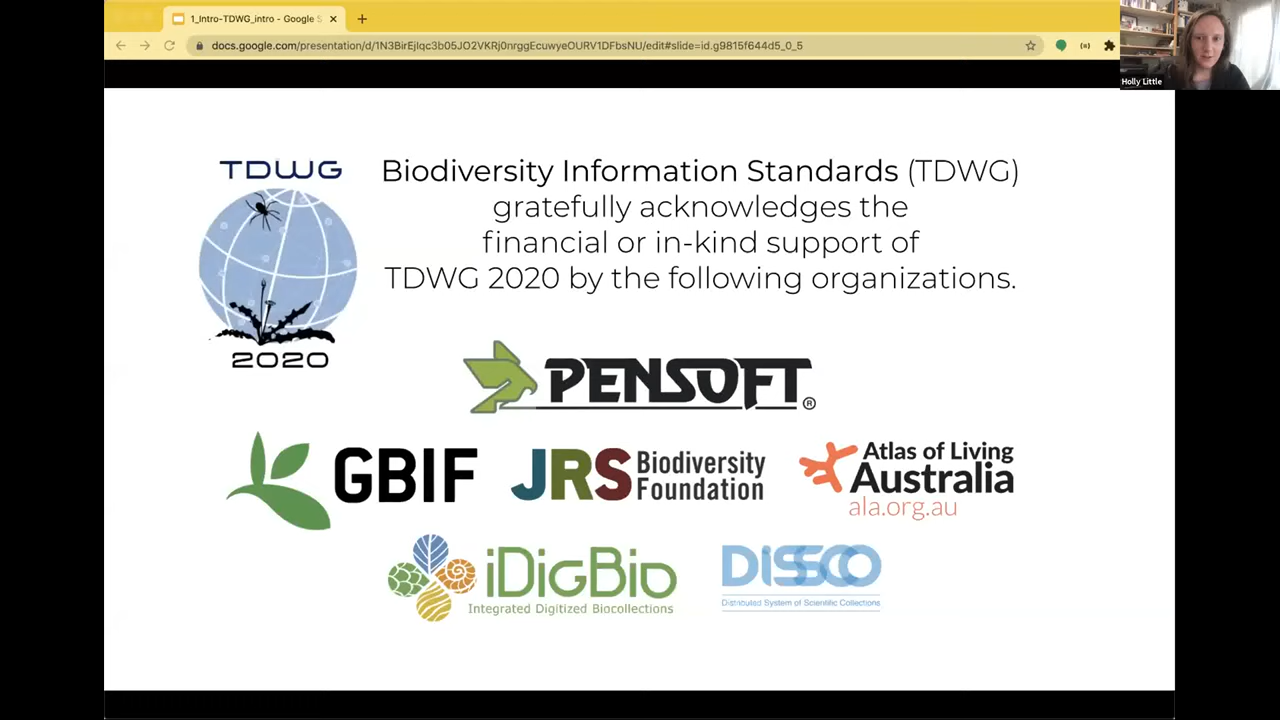 1_Intro-TDWG_intro - Google S
docs.google.com/presentation/d/1N3BirEjIqc3b05JO2VKRj0nrggEcuwyeOURV1DFbsNU/edit#slide=id.g9815f644d5_0_5
Holly Little
TDWG
2020
Biodiversity Information Standards (TDWG)
gratefully acknowledges the
financial or in-kind support of
TDWG 2020 by the following organizations.
PENSOFT®
GBIF
JRS Biodiversity
Foundation
Atlas of Living
Australia
ala.org.au
iDigBio
Integrated Digitized Biocollections
DISSCO
Distributed System of Scientific Collections